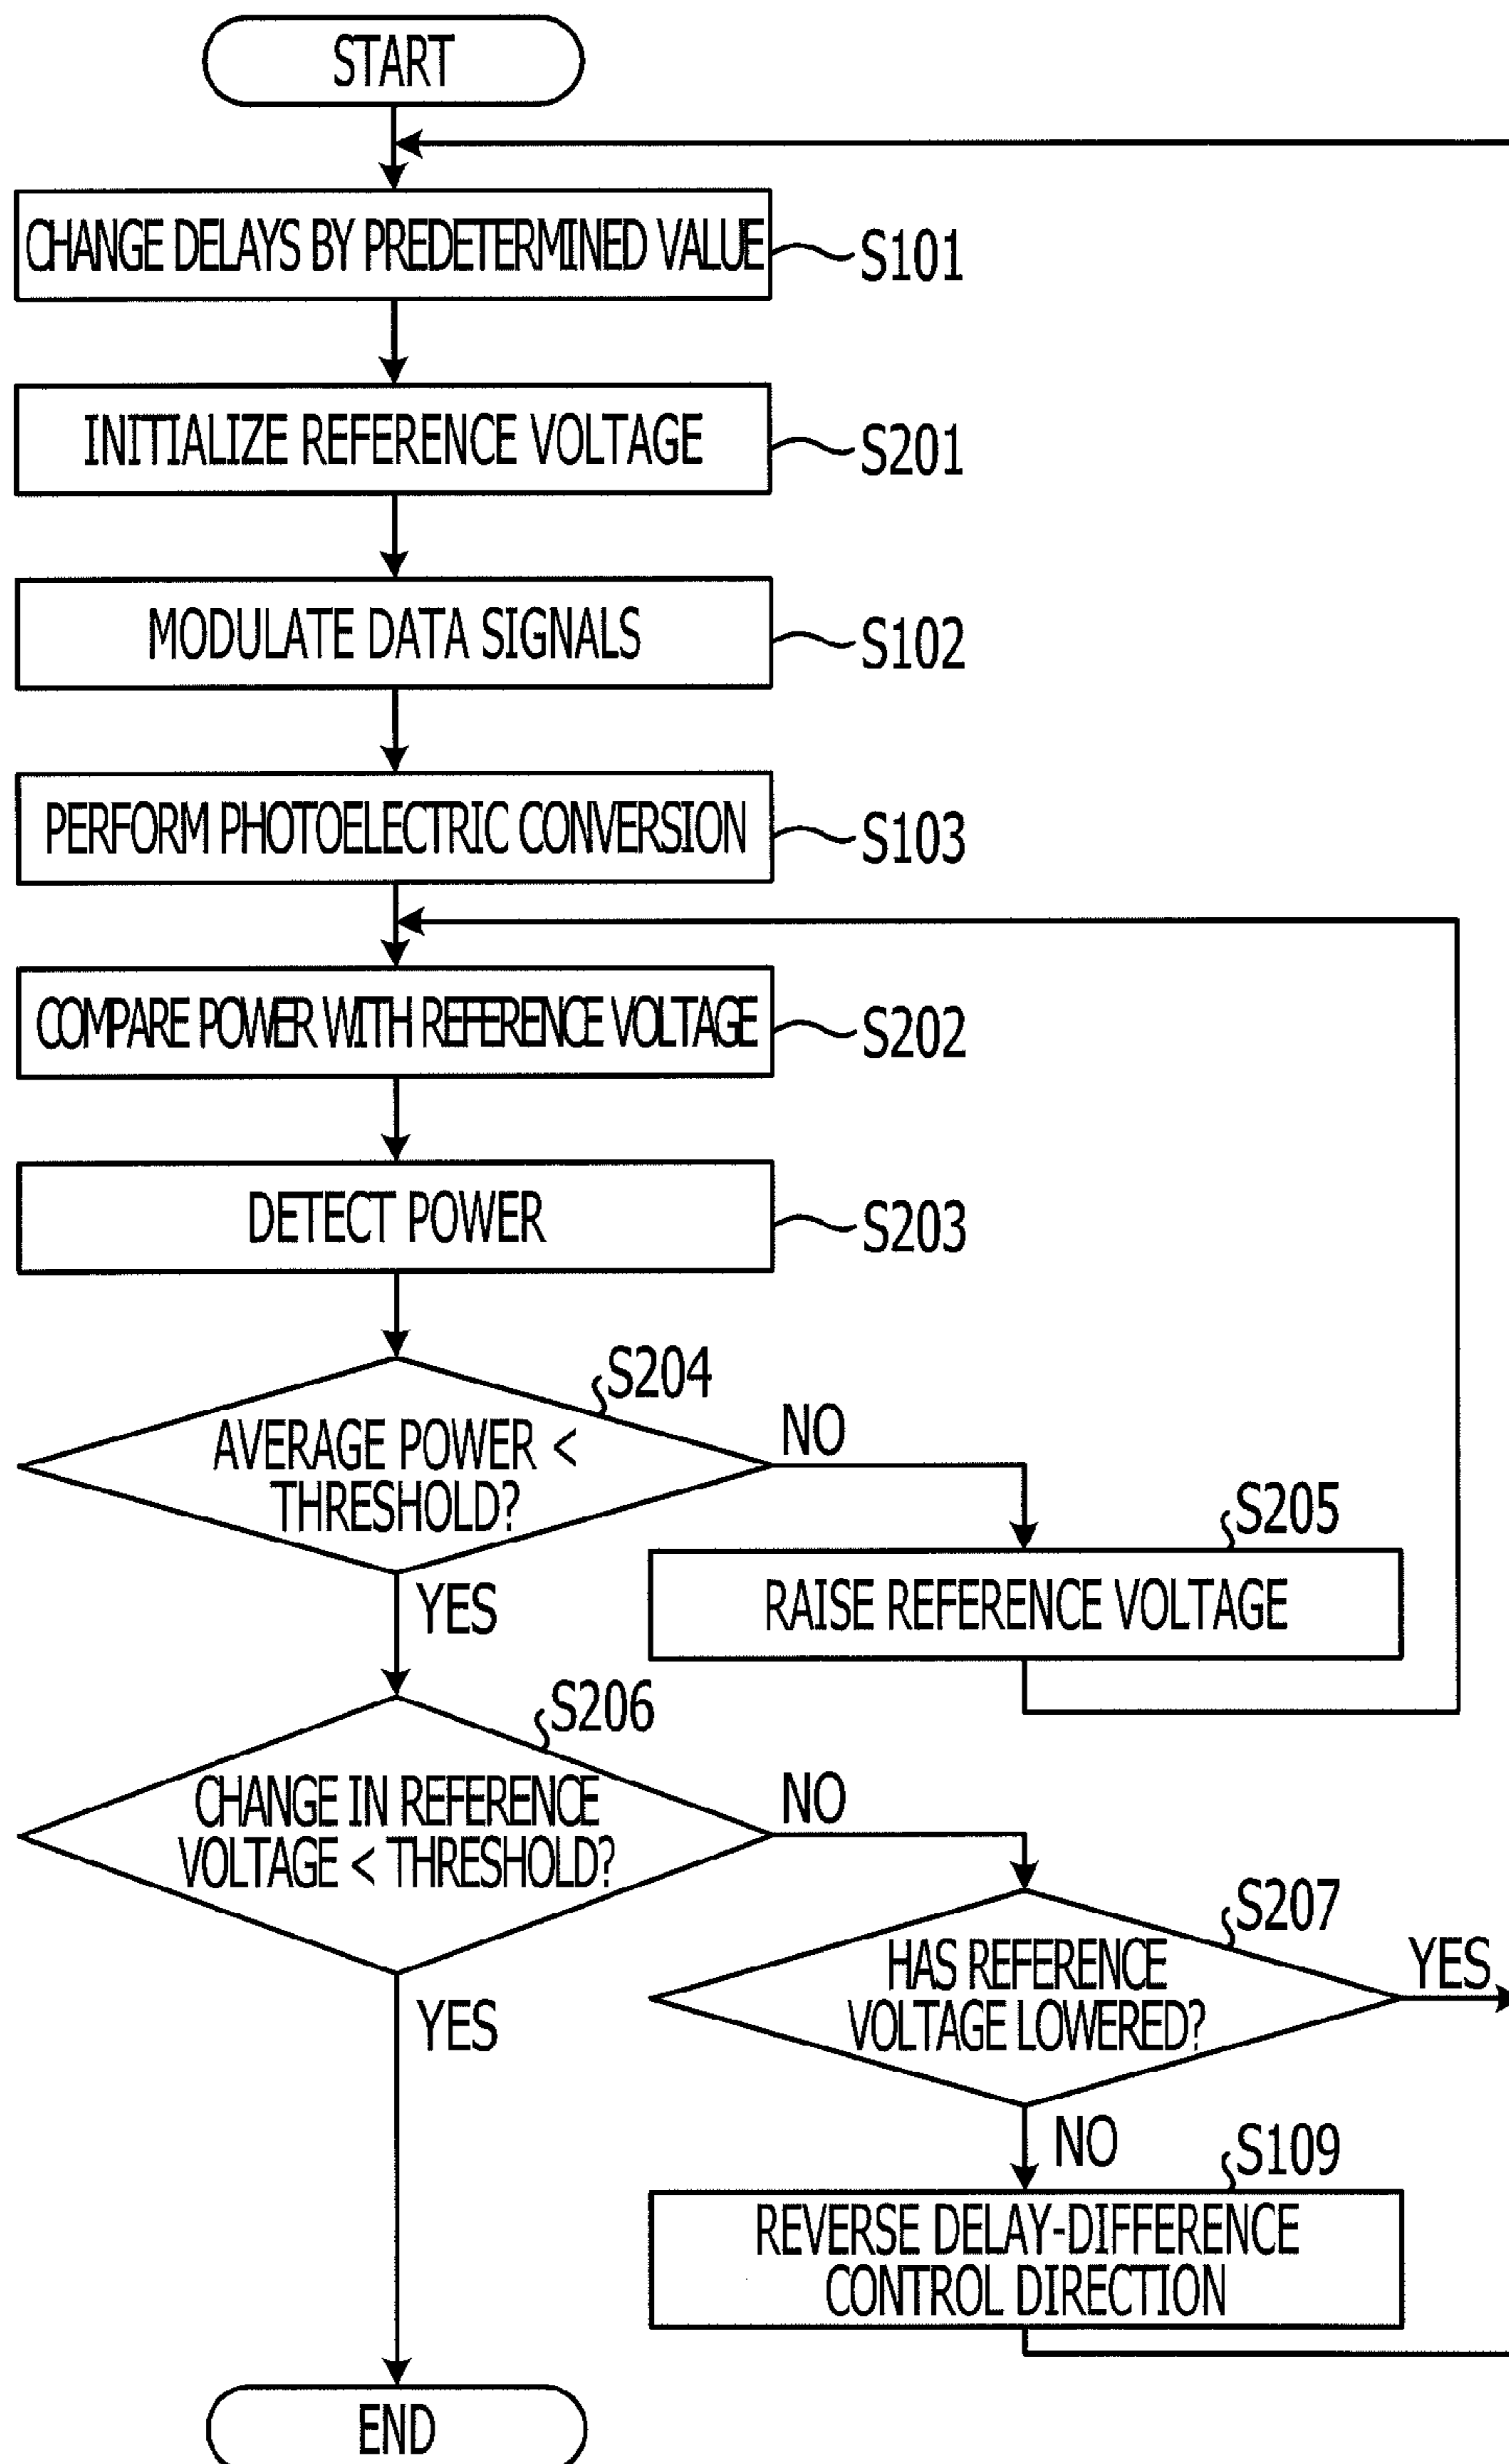 START
CHANGE DELAYS BY PREDETERMINED VALUE
S101
INITIALIZE REFERENCE VOLTAGE
S201
MODULATE DATA SIGNALS
S102
PERFORM PHOTOELECTRIC CONVERSION
S103
COMPARE POWER WITH REFERENCE VOLTAGE
S202
DETECT POWER
S203
S204
AVERAGE POWER <
THRESHOLD?
NO
YES
S205
RAISE REFERENCE VOLTAGE
S206
CHANGE IN REFERENCE
VOLTAGE < THRESHOLD?
NO
YES
S207
HAS REFERENCE
VOLTAGE LOWERED?
YES
NO
S109
REVERSE DELAY-DIFFERENCE
CONTROL DIRECTION
END